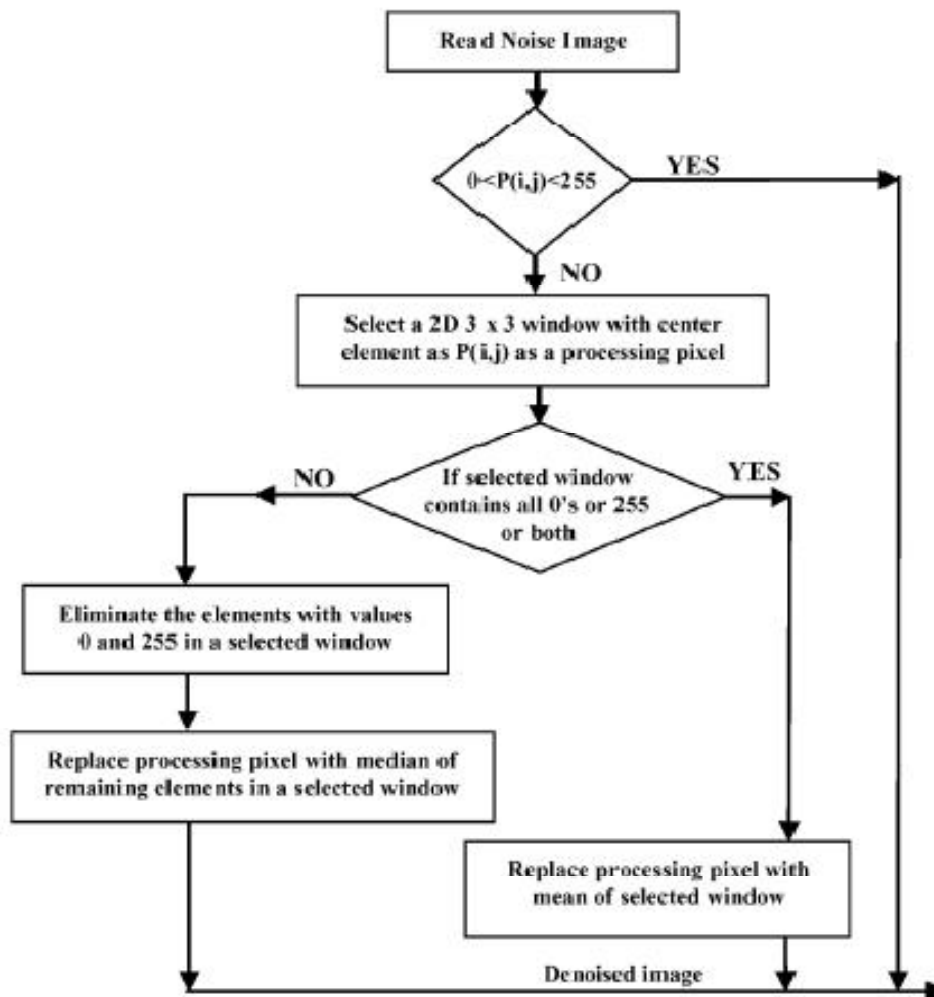 Read Noise Image
0<P(i,j)<255
YES
NO
Select a 2D 3 x 3 window with center
element as P(i,j) as a processing pixel
NO
If selected window
contains all 0's or 255
or both
YES
Eliminate the elements with values
0 and 255 in a selected window
Replace processing pixel with median of
remaining elements in a selected window
Replace processing pixel with
mean of selected window
Denoised image